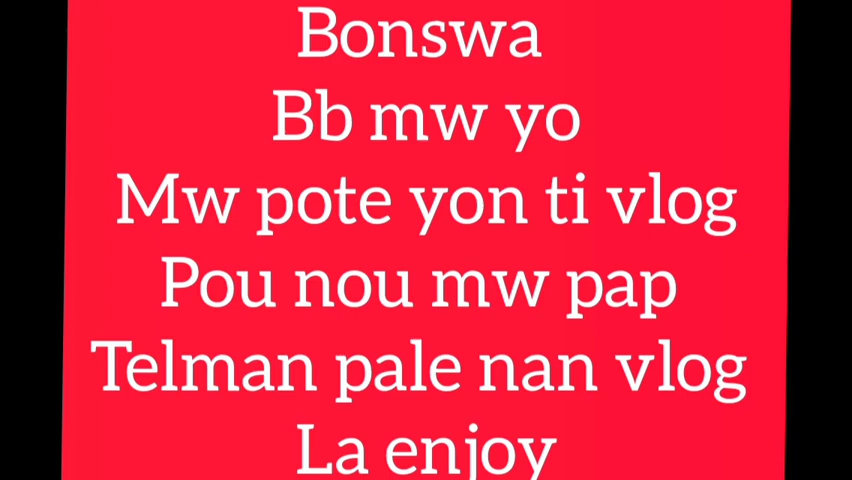 Bonswa
Bb mw yo
Mw pote yon ti vlog
Pou nou mw pap
Telman pale nan vlog
La enjoy